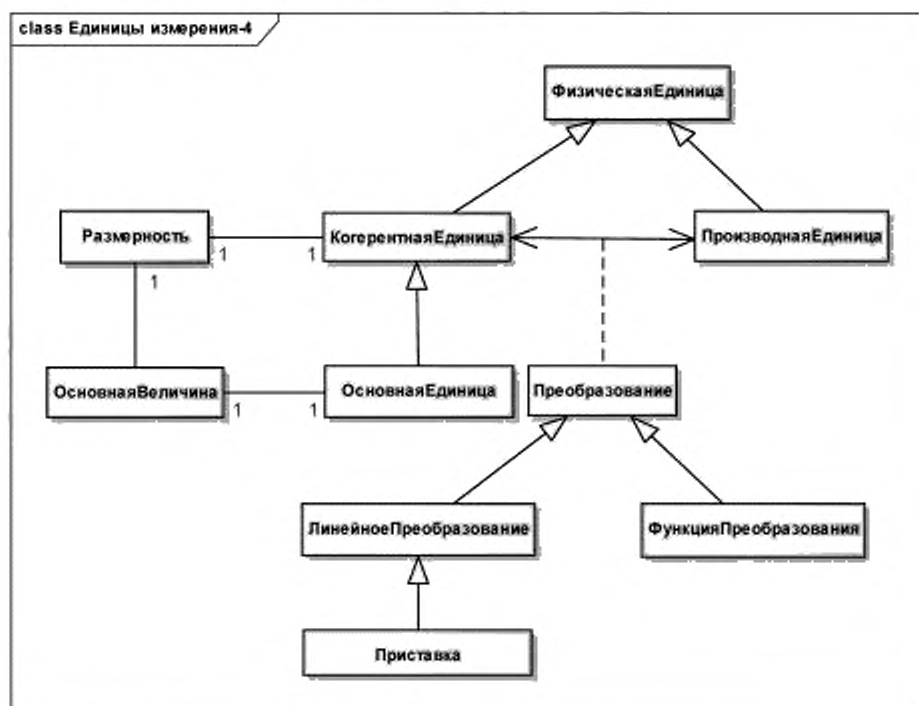 class Единицы измерения-4
ФизическаяЕдиница
Размерность
1
1
КогерентнаяЕдиница
ПроизводнаяЕдиница
1
ОсновнаяВеличина
1
1
ОсновнаяЕдиница
Преобразование
ЛинейноеПреобразование
ФункцияПреобразования
Приставка